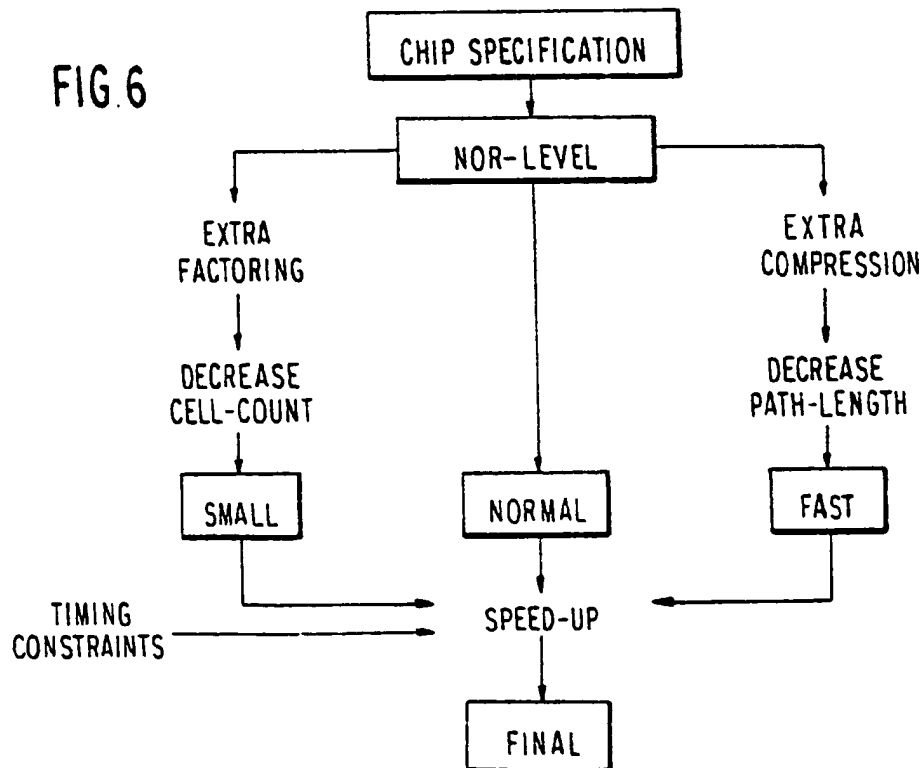 CHIP SPECIFICATION
FIG.6
NOR-LEVEL
EXTRA
FACTORING
EXTRA
COMPRESSION
DECREASE
CELL-COUNT
DECREASE
PATH-LENGTH
SMALL
NORMAL
FAST
TIMING
CONSTRAINTS
SPEED-UP
FINAL